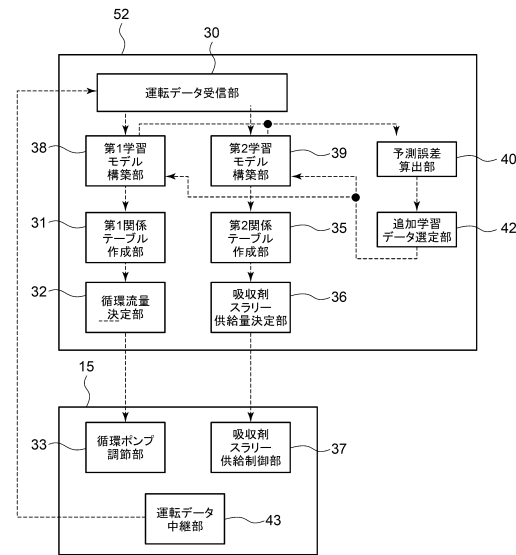 52
30
運転データ受信部
38
第1学習
モデル
構築部
第2学習
モデル
構築部
39
予測誤差
算出部
40
31
第1関係
テーブル
作成部
第2関係
テーブル
作成部
35
追加学習
データ選定部
42
32
循環流量
決定部
吸収剤
スラリー
供給量決定部
36
15
33
循環ポンプ
調節部
吸収剤
スラリー
供給制御部
37
運転データ
中継部
43